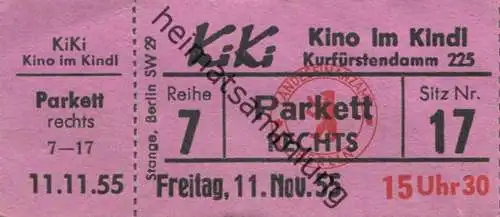 KiKi
Kino im Kindl
Parkett
rechts
7—17
11.11.55
Stange, Berlin SW 29
KiKi
Kino im Kindl
Kurfürstendamm 225
Reihe
7
Parkett
RECHTS
Sitz Nr.
17
Freitag, 11. Nov. 55
15 Uhr 30
heimatsammlung